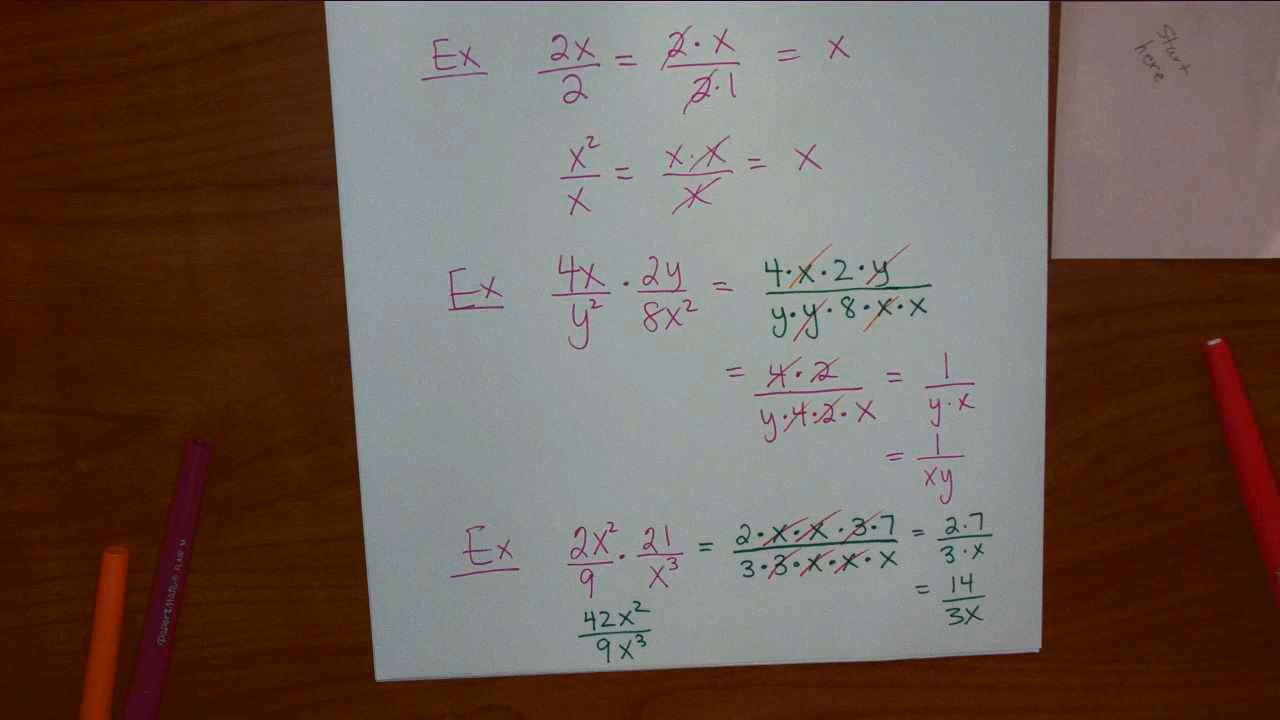 Ex 2x/2 = 2·x/2·1 = x
x²/x = x·x/x = x
Ex 4x/y² · 2y/8x² = 4·x·2·y/y·y·8·x·x
= 4·2/y·4·2·x = 1/y·x
= 1/xy
Ex 2x²/9 · 21/x³ = 2·x·x·3·7/3·3·x·x·x = 2·7/3·x
42x²/9x³ = 14/3x
Start
here